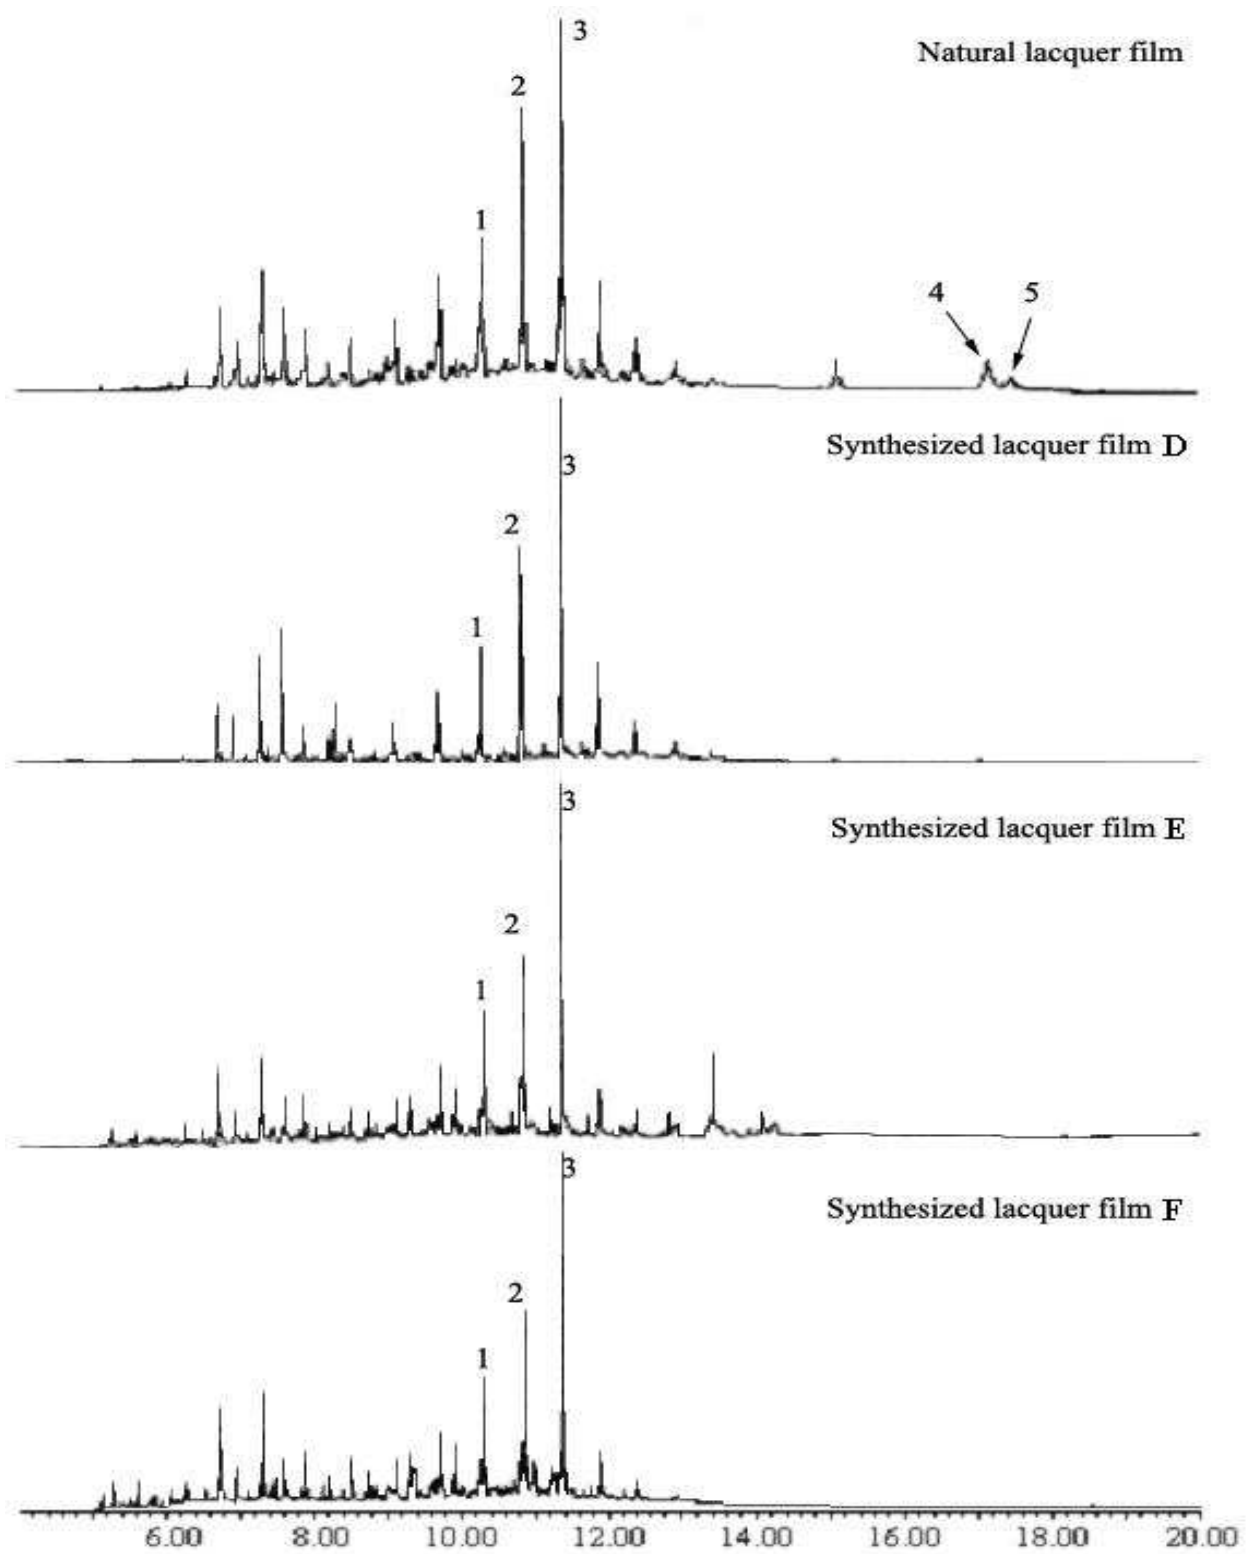 3
Natural lacquer film
2
1
4 5
Synthesized lacquer film D
3
2
1
3
Synthesized lacquer film E
2
1
3
Synthesized lacquer film F
2
1
6.00 8.00 10.00 12.00 14.00 16.00 18.00 20.00